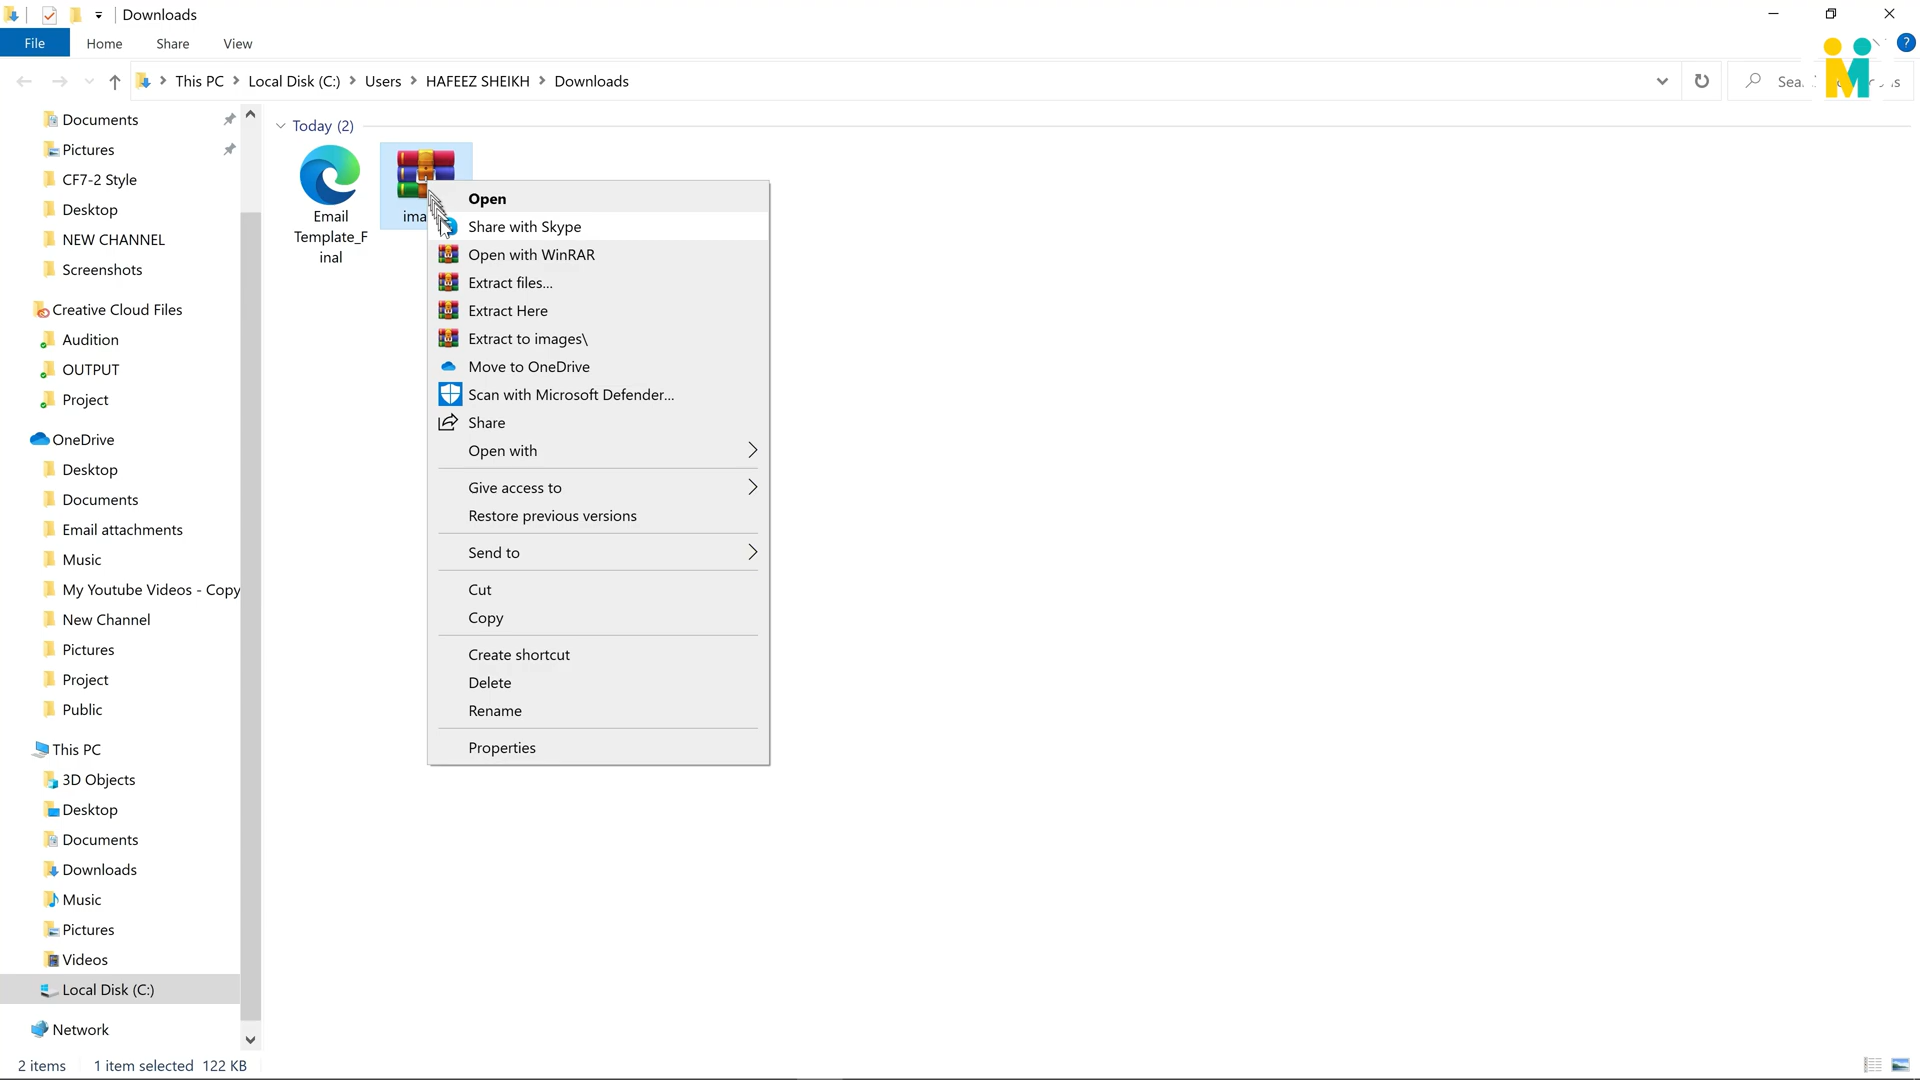 Downloads
File
Home
Share
View
This PC
Local Disk (C:)
Users
HAFEEZ SHEIKH
Downloads
Documents
Pictures
CF7-2 Style
Desktop
NEW CHANNEL
Screenshots
Creative Cloud Files
Audition
OUTPUT
Project
OneDrive
Desktop
Documents
Email attachments
Music
My Youtube Videos - Copy
New Channel
Pictures
Project
Public
This PC
3D Objects
Desktop
Documents
Downloads
Music
Pictures
Videos
Local Disk (C:)
Network
Today (2)
Email
Template_F
inal
ima
Open
Share with Skype
Open with WinRAR
Extract files...
Extract Here
Extract to images\
Move to OneDrive
Scan with Microsoft Defender...
Share
Open with
Give access to
Restore previous versions
Send to
Cut
Copy
Create shortcut
Delete
Rename
Properties
2 items
1 item selected 122 KB